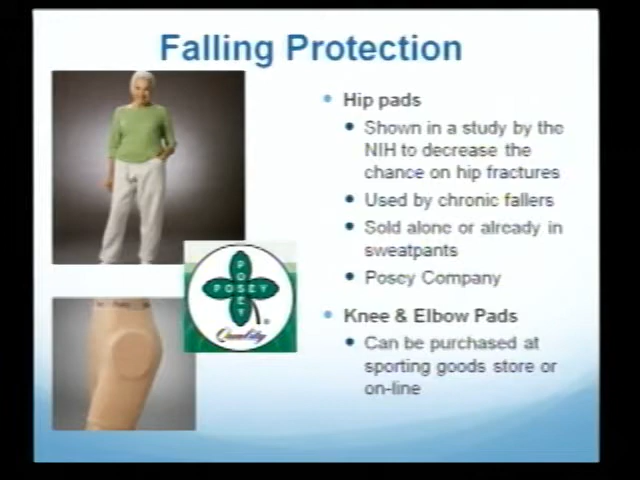 Falling Protection
Hip pads
Shown in a study by the
NIH to decrease the
chance on hip fractures
Used by chronic fallers
Sold alone or already in
sweatpants
Posey Company
Knee & Elbow Pads
Can be purchased at
sporting goods store or
on-line
POSEY
POSEY
Quality